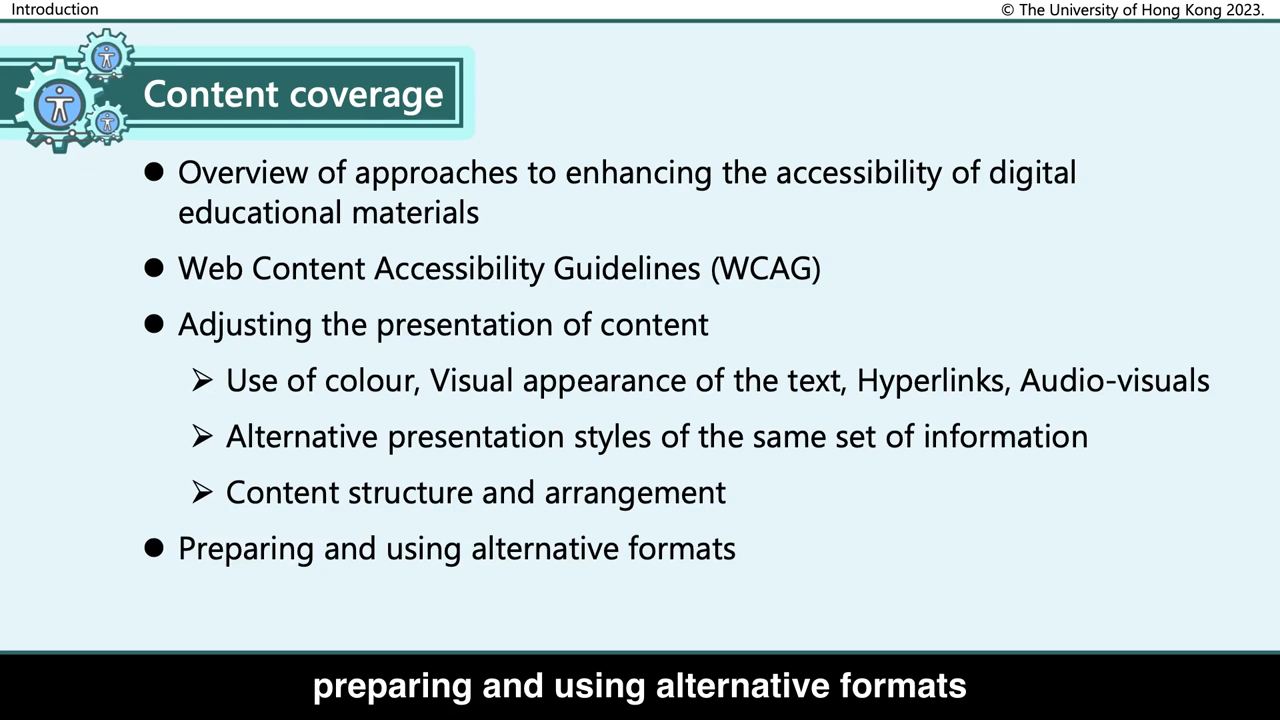 Introduction
© The University of Hong Kong 2023.
Content coverage
● Overview of approaches to enhancing the accessibility of digital
educational materials
● Web Content Accessibility Guidelines (WCAG)
● Adjusting the presentation of content
➢ Use of colour, Visual appearance of the text, Hyperlinks, Audio-visuals
➢ Alternative presentation styles of the same set of information
➢ Content structure and arrangement
● Preparing and using alternative formats
preparing and using alternative formats